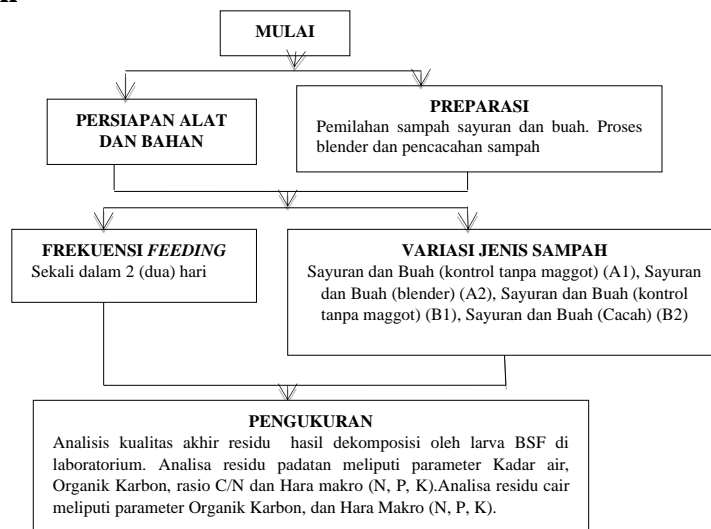 MULAI
PERSIAPAN ALAT
DAN BAHAN
PREPARASI
Pemilahan sampah sayuran dan buah. Proses
blender dan pencacahan sampah
FREKUENSI FEEDING
Sekali dalam 2 (dua) hari
VARIASI JENIS SAMPAH
Sayuran dan Buah (kontrol tanpa maggot) (A1), Sayuran
dan Buah (blender) (A2), Sayuran dan Buah (kontrol
tanpa maggot) (B1), Sayuran dan Buah (Cacah) (B2)
PENGUKURAN
Analisis kualitas akhir residu hasil dekomposisi oleh larva BSF di
laboratorium. Analisa residu padatan meliputi parameter Kadar air,
Organik Karbon, rasio C/N dan Hara makro (N, P, K).Analisa residu cair
meliputi parameter Organik Karbon, dan Hara Makro (N, P, K).